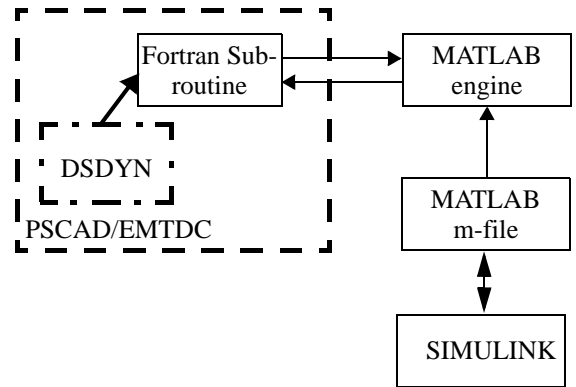 Fortran Sub-
routine
MATLAB
engine
DSDYN
PSCAD/EMTDC
MATLAB
m-file
SIMULINK